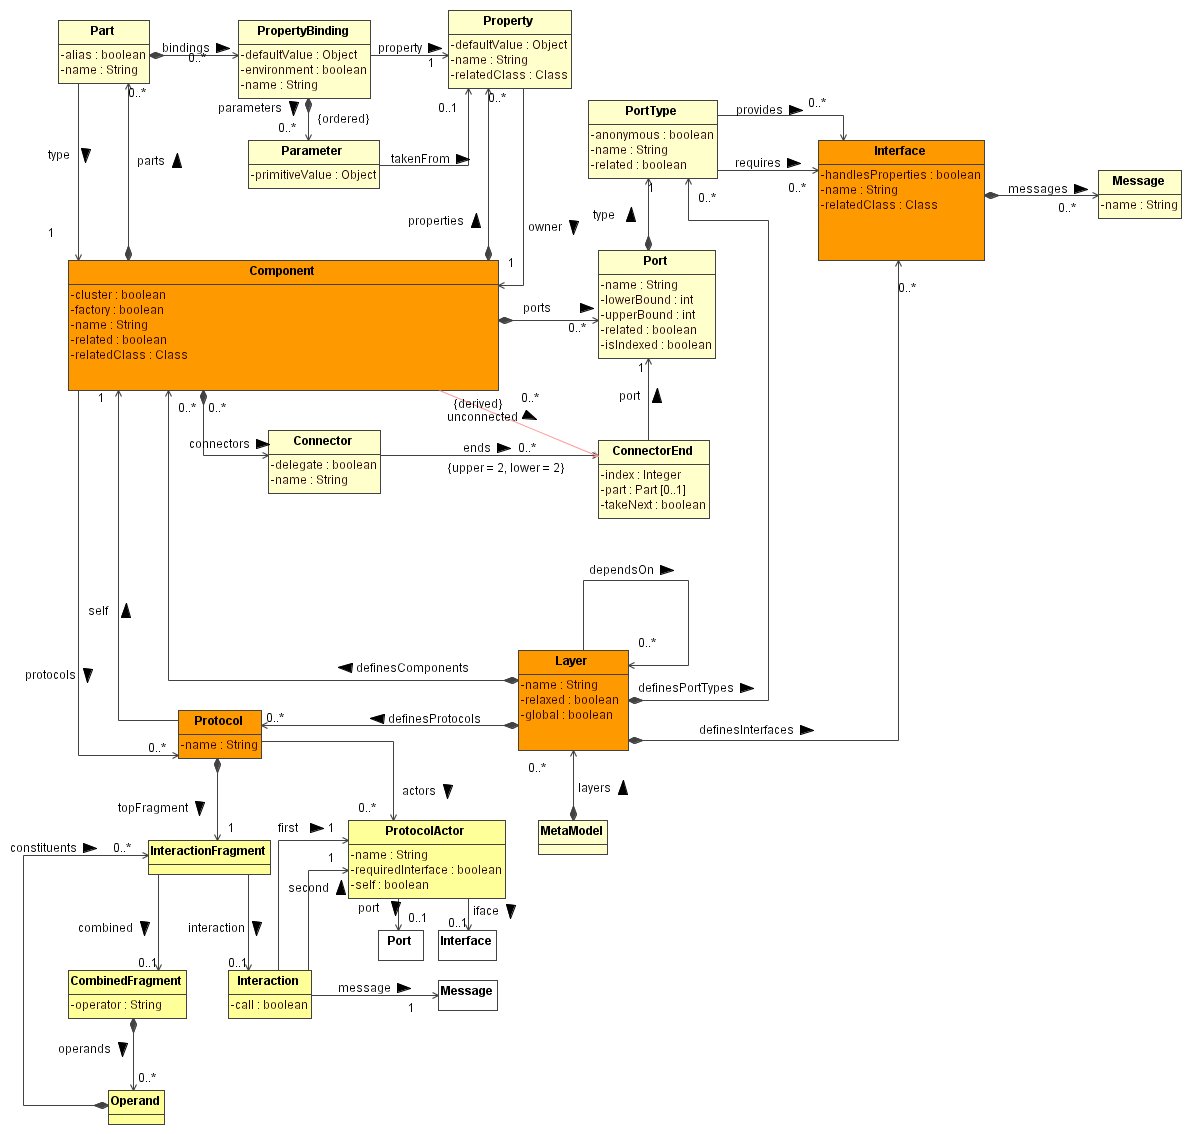 Part
-alias : boolean
-name : String
bindings
0..*
PropertyBinding
-defaultValue : Object
-environment : boolean
-name : String
property
1
Property
-defaultValue : Object
-name : String
-relatedClass : Class
0..*
parameters
{ordered}
0..*
0..1
0..*
Parameter
-primitiveValue : Object
takenFrom
type
parts
1
properties
owner
1
PortType
-anonymous : boolean
-name : String
-related : boolean
provides
0..*
requires
0..*
Interface
-handlesProperties : boolean
-name : String
-relatedClass : Class
messages
0..*
Message
-name : String
1
0..*
type
Component
-cluster : boolean
-factory : boolean
-name : String
-related : boolean
-relatedClass : Class
ports
0..*
Port
-name : String
-lowerBound : int
-upperBound : int
-related : boolean
-isIndexed : boolean
0..*
1
port
1
0..*
0..*
{derived}
0..*
unconnected
connectors
Connector
-delegate : boolean
-name : String
ends
0..*
{upper = 2, lower = 2}
ConnectorEnd
-index : Integer
-part : Part [0..1]
-takeNext : boolean
dependsOn
0..*
self
protocols
definesComponents
Layer
-name : String
-relaxed : boolean
-global : boolean
definesPortTypes
definesProtocols
0..*
definesInterfaces
Protocol
-name : String
0..*
0..*
layers
MetaModel
topFragment
1
actors
0..*
first
1
ProtocolActor
-name : String
-requiredInterface : boolean
-self : boolean
constituents
0..*
InteractionFragment
1
second
port
0..1
iface
0..1
Port
Interface
combined
0..1
interaction
0..1
CombinedFragment
-operator : String
Interaction
-call : boolean
message
1
Message
operands
0..*
Operand